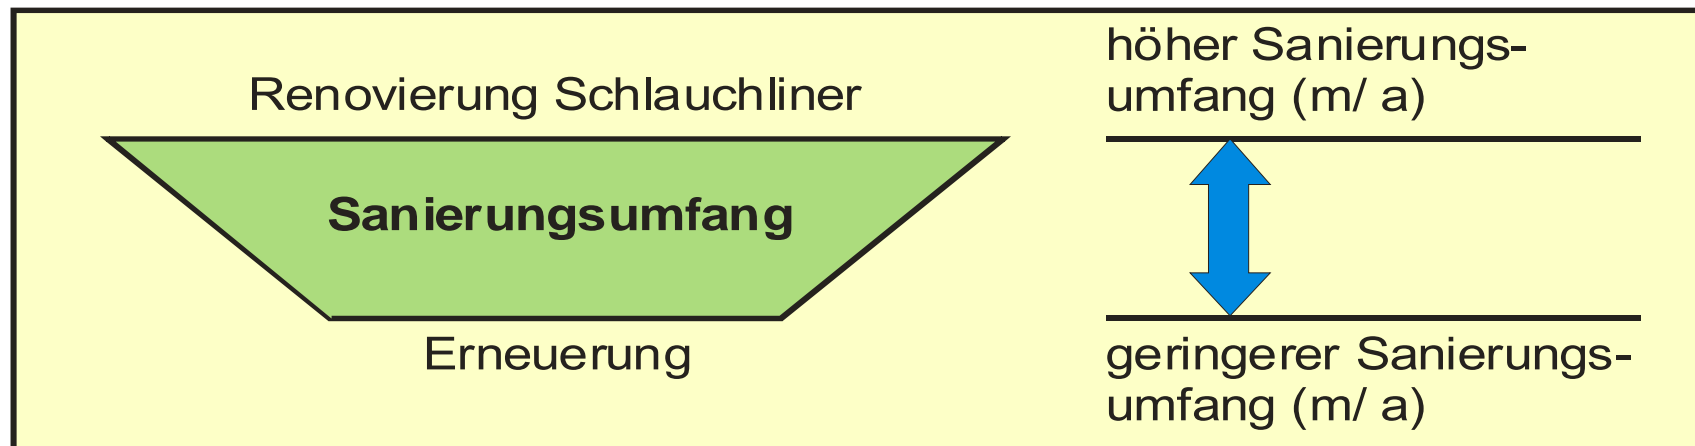 Renovierung Schlauchliner
Sanierungsumfang
Erneuerung
höher Sanierungs-
umfang (m/ a)
geringerer Sanierungs-
umfang (m/ a)